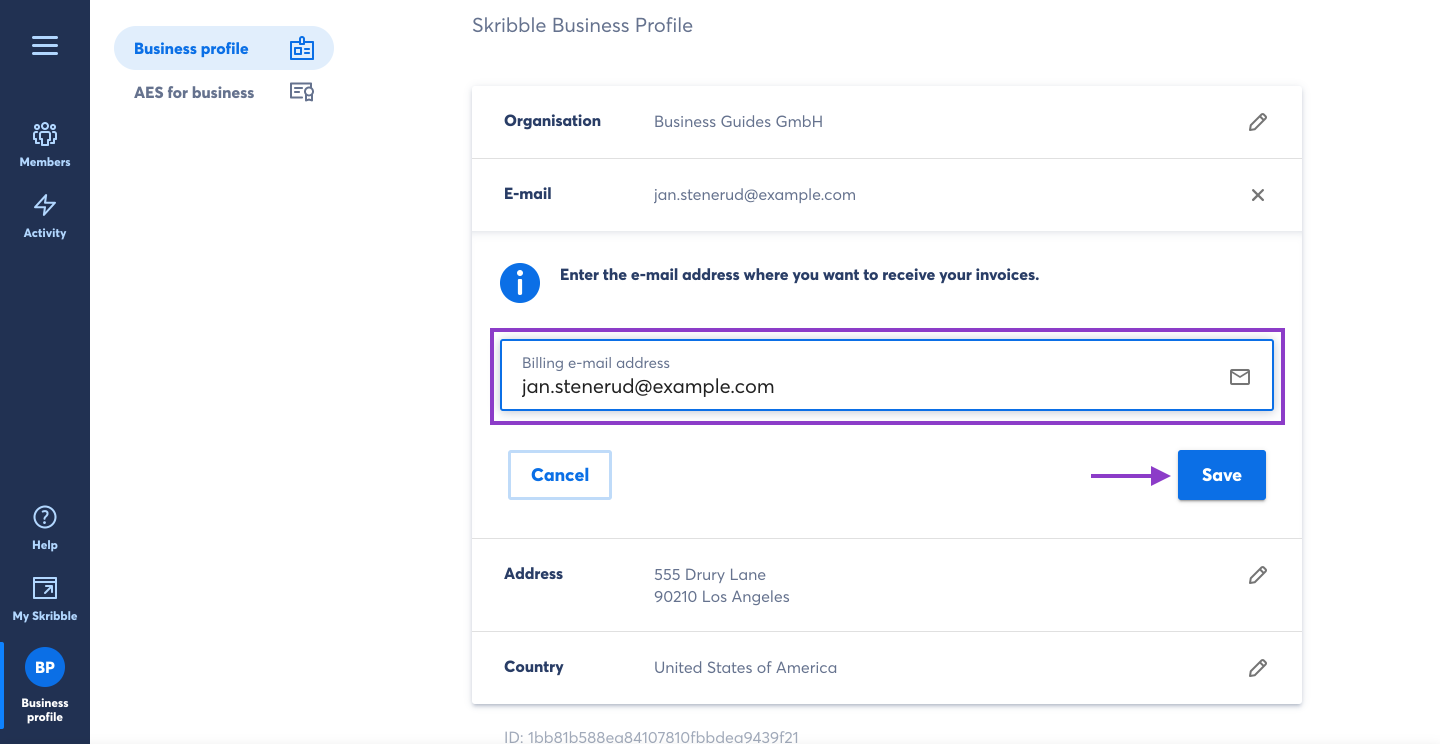 Members
Activity
Help
My Skribble
BP
Business
profile
Business profile
AES for business
Skribble Business Profile
Organisation Business Guides GmbH
E-mail jan.stenerud@example.com
Enter the e-mail address where you want to receive your invoices.
Billing e-mail address
jan.stenerud@example.com
Cancel Save
Address 555 Drury Lane
90210 Los Angeles
Country United States of America
ID: 1bb81b588ea84107810fbbdea9439f21